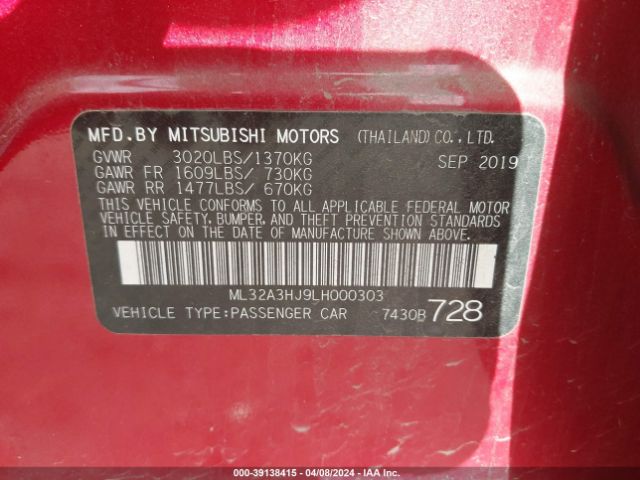 MFD.BY MITSUBISHI MOTORS (THAILAND)CO.,LTD.
GVWR 3020LBS/1370KG SEP 2019
GAWR FR 1609LBS/ 730KG
GAWR RR 1477LBS/ 670KG
THIS VEHICLE CONFORMS TO ALL APPLICABLE FEDERAL MOTOR
VEHICLE SAFETY, BUMPER, AND THEFT PREVENTION STANDARDS
IN EFFECT ON THE DATE OF MANUFACTURE SHOWN ABOVE.
ML32A3HJ9LH000303
VEHICLE TYPE:PASSENGER CAR 7430B 728
000-39138415 - 04/08/2024 - IAA Inc.